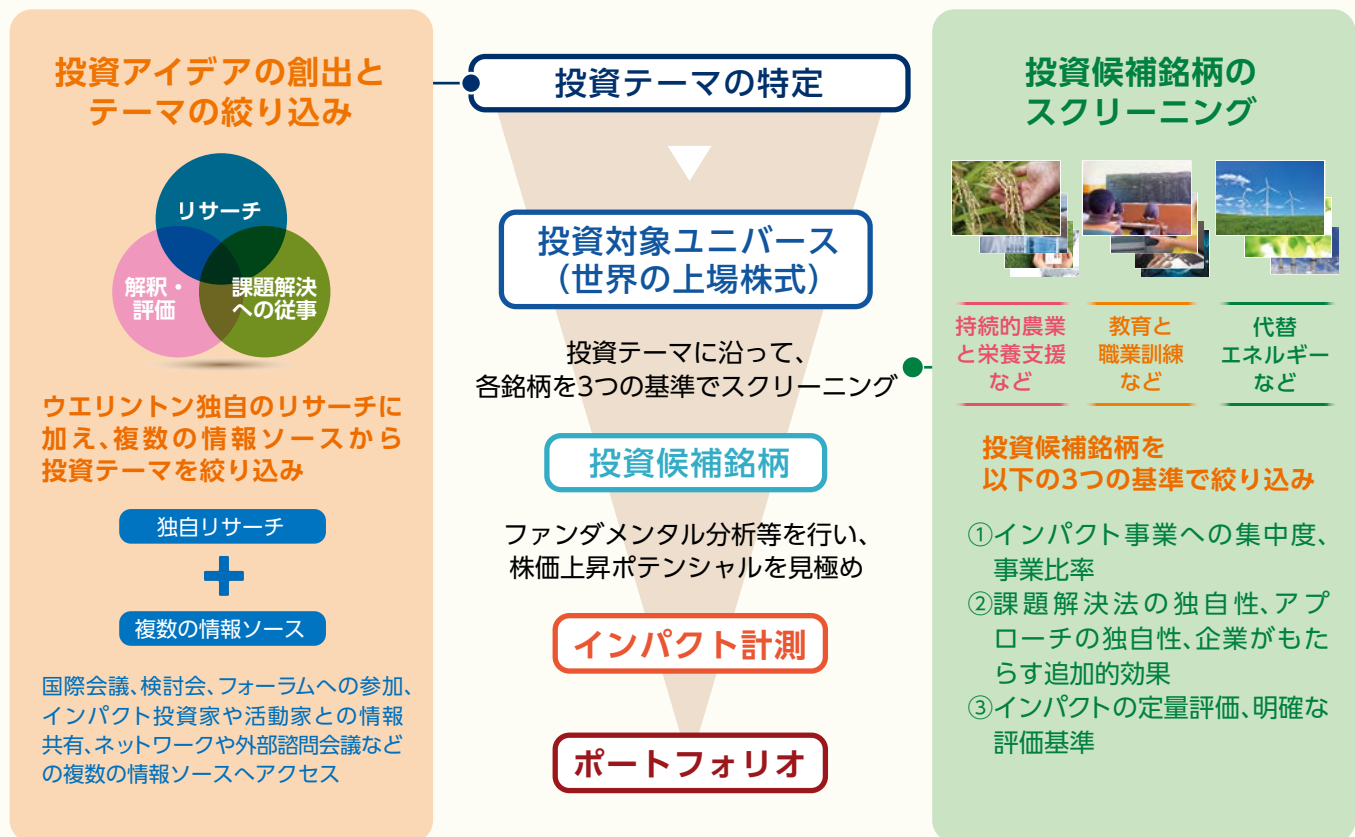 投資アイデアの創出と
テーマの絞り込み
リサーチ
解釈・
評価
課題解決
への従事
ウエリントン独自のリサーチに
加え、複数の情報ソースから
投資テーマを絞り込み
独自リサーチ
+
複数の情報ソース
国際会議、検討会、フォーラムへの参加、
インパクト投資家や活動家との情報
共有、ネットワークや外部諮問会議など
の複数の情報ソースへアクセス
投資テーマの特定
投資対象ユニバース
（世界の上場株式）
投資テーマに沿って、
各銘柄を3つの基準でスクリーニング
投資候補銘柄
ファンダメンタル分析等を行い、
株価上昇ポテンシャルを見極め
インパクト計測
ポートフォリオ
投資候補銘柄の
スクリーニング
持続的農業
と栄養支援
など
教育と
職業訓練
など
代替
エネルギー
など
投資候補銘柄を
以下の3つの基準で絞り込み
①インパクト事業への集中度、
事業比率
②課題解決法の独自性、アプ
ローチの独自性、企業がもた
らす追加的効果
③インパクトの定量評価、明確な
評価基準